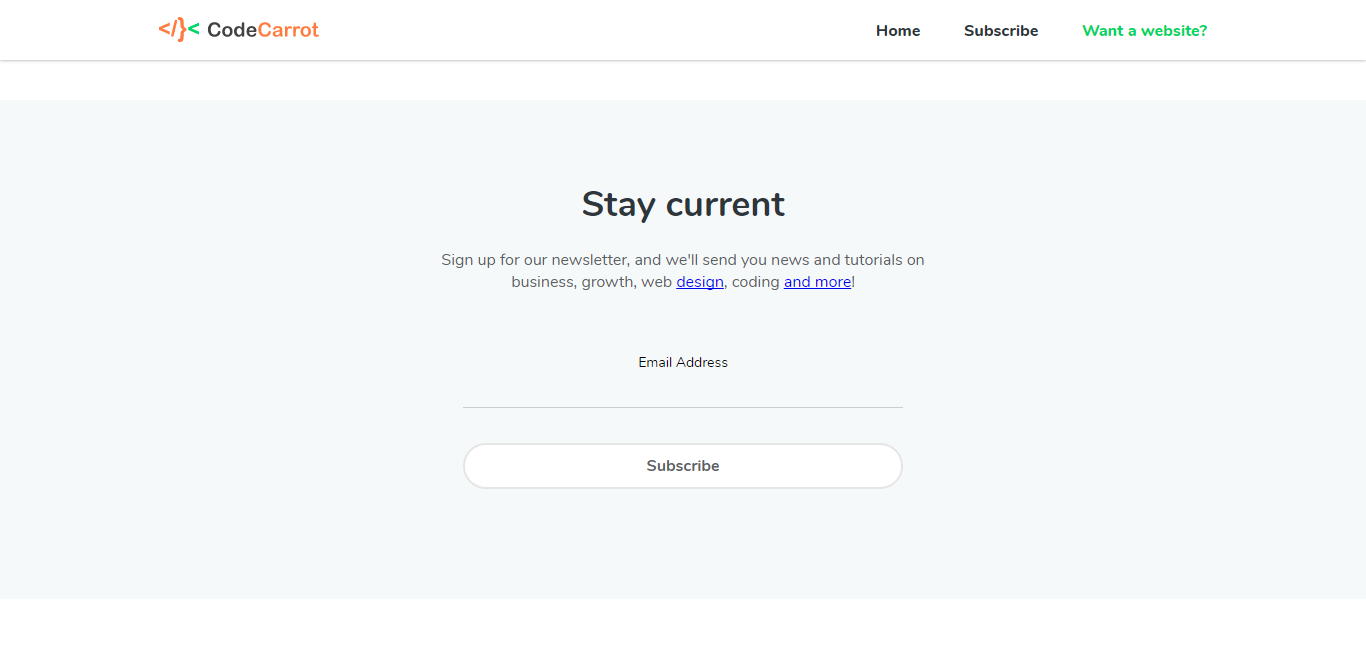 </}< CodeCarrot
Home Subscribe Want a website?
Stay current
Sign up for our newsletter, and we'll send you news and tutorials on
business, growth, web design, coding and more!
Email Address
Subscribe